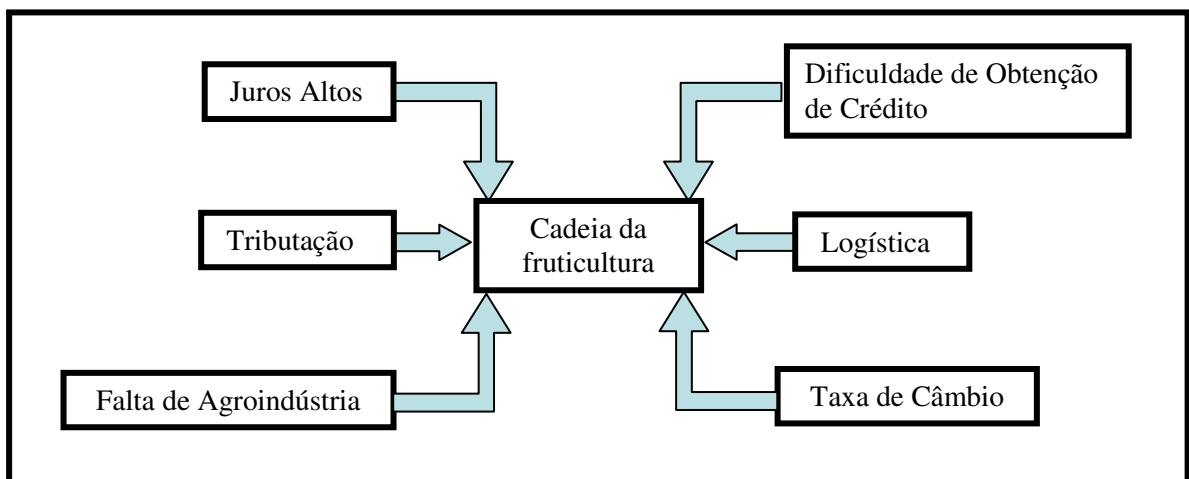 Juros Altos
Dificuldade de Obtenção
de Crédito
Tributação
Cadeia da
fruticultura
Logística
Falta de Agroindústria
Taxa de Câmbio